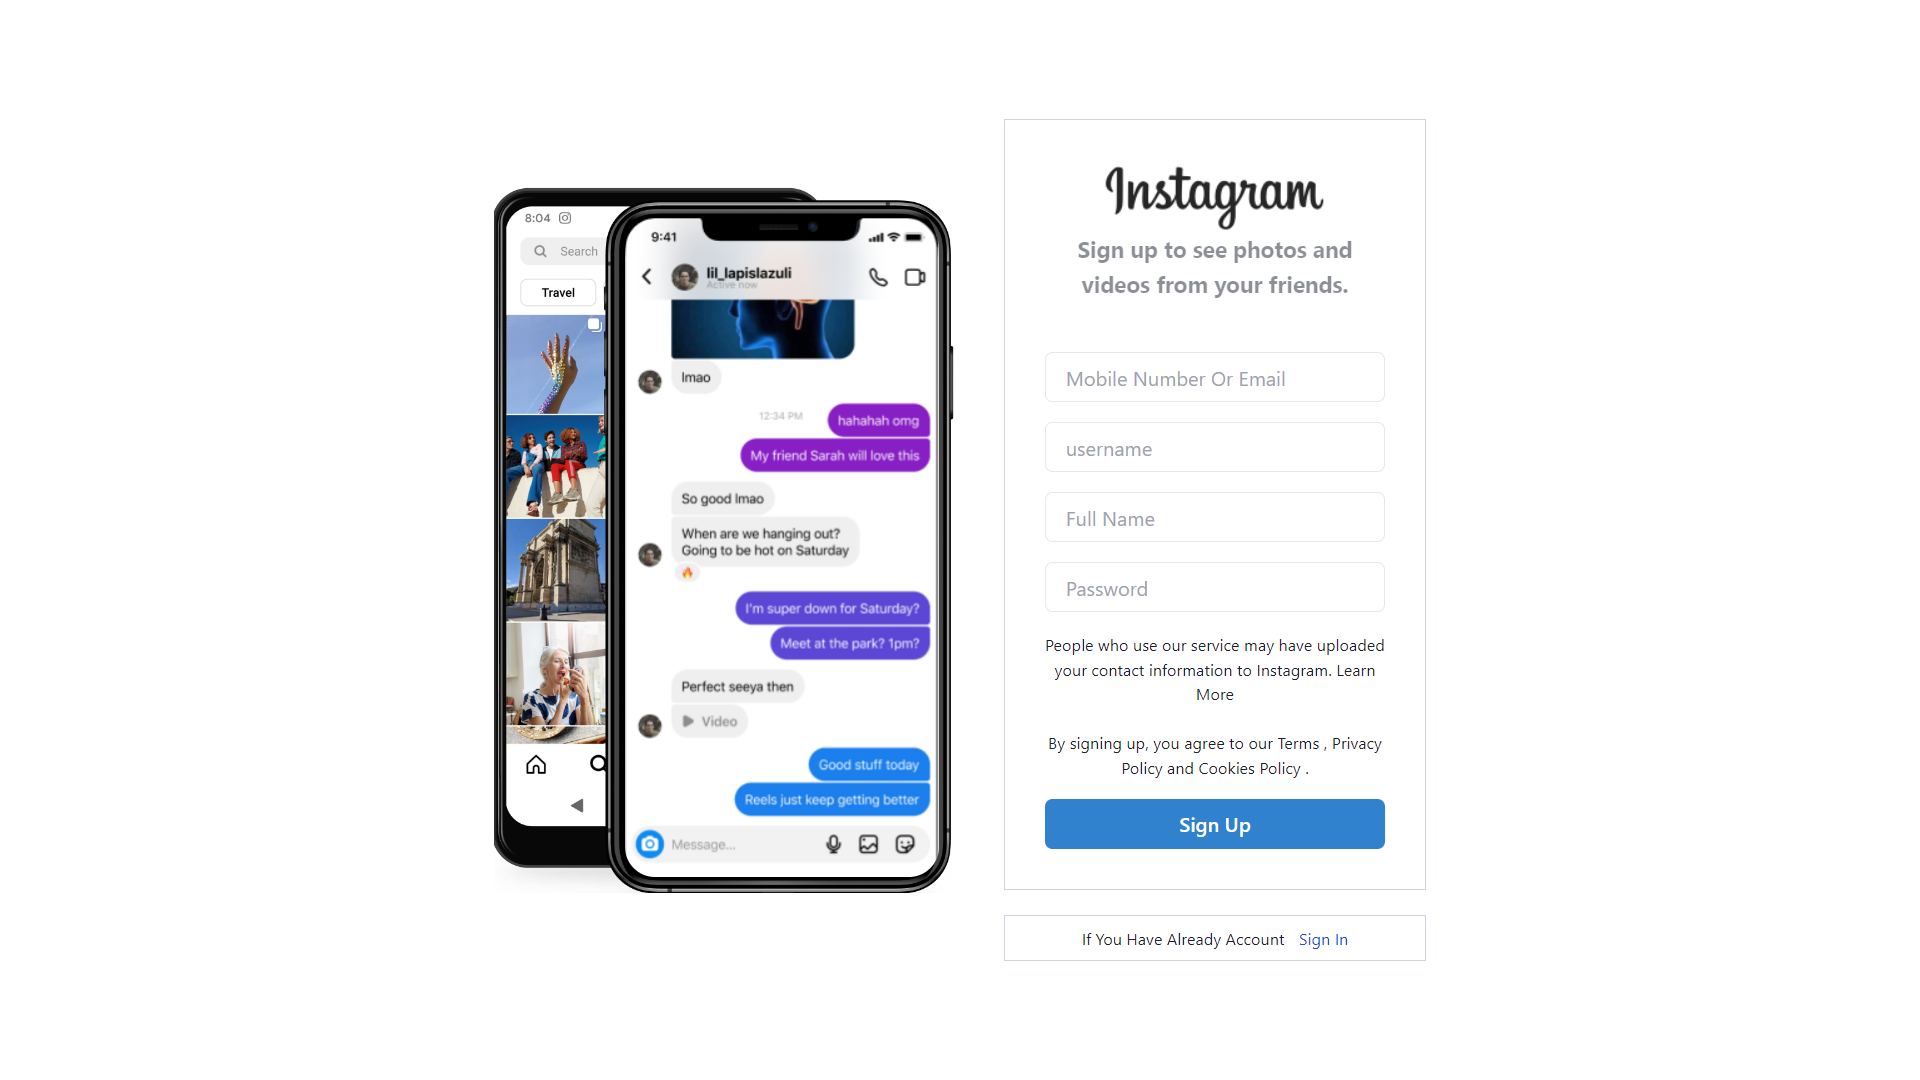 8:04
Search
Travel
9:41
lil_lapislazuli
Active now
lmao
12:34 PM
hahahah omg
My friend Sarah will love this
So good lmao
When are we hanging out?
Going to be hot on Saturday
I'm super down for Saturday?
Meet at the park? 1pm?
Perfect seeya then
Video
Good stuff today
Reels just keep getting better
Message...
Instagram
Sign up to see photos and
videos from your friends.
Mobile Number Or Email
username
Full Name
Password
People who use our service may have uploaded
your contact information to Instagram. Learn
More
By signing up, you agree to our Terms , Privacy
Policy and Cookies Policy .
Sign Up
If You Have Already Account Sign In